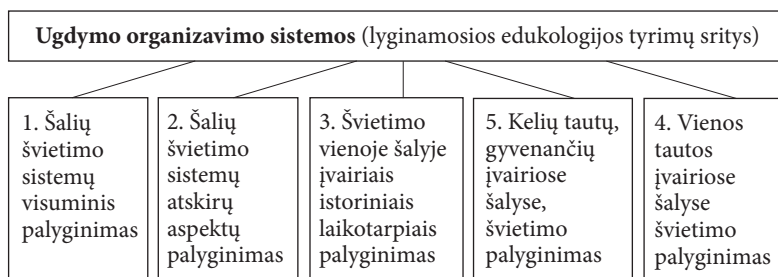 Ugdymo organizavimo sistemos (lyginamosios edukologijos tyrimų sritys)
1. Šalių
švietimo
sistemų
visuminis
palyginimas
2. Šalių
švietimo
sistemų
atskirų
aspektų
palyginimas
3. Švietimo
vienoje šalyje
įvairiais
istoriniais
laikotarpiais
palyginimas
5. Kelių tautų,
gyvenančių
įvairiose
šalyse,
švietimo
palyginimas
4. Vienos
tautos
įvairiose
šalyse
švietimo
palyginimas